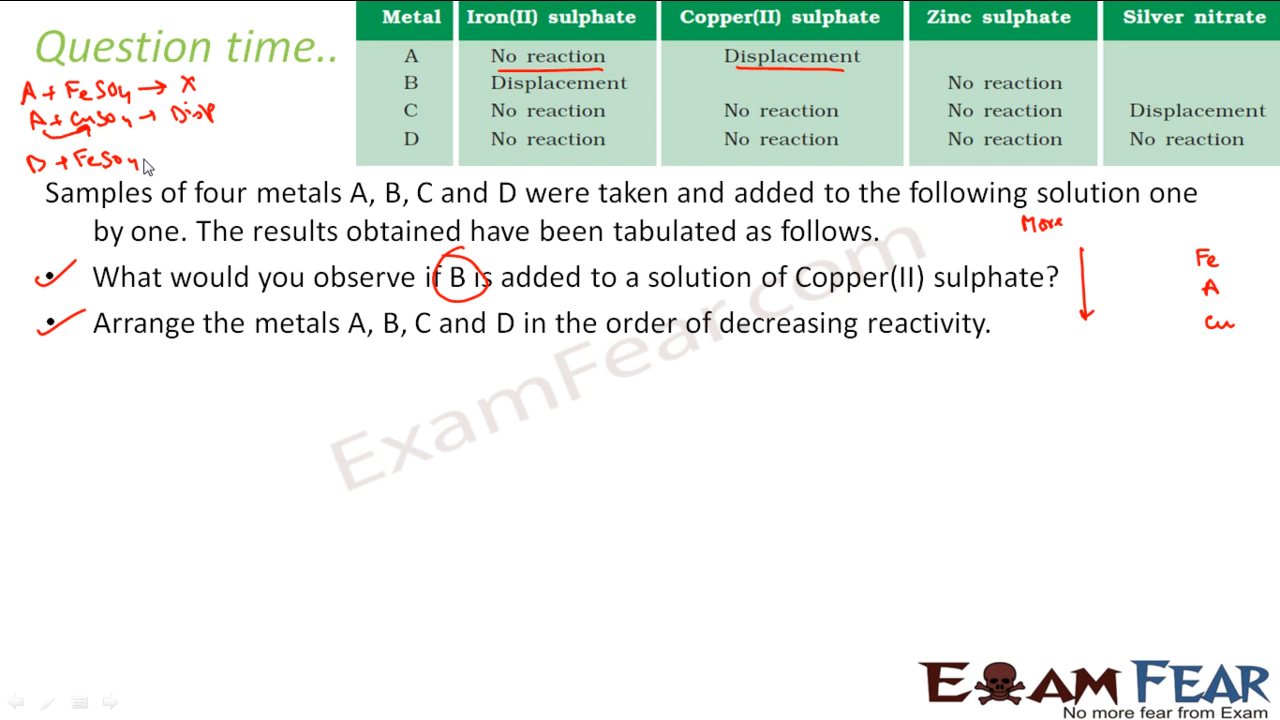 Question time..
A + FeSO4 → X
A + CuSO4 → Disp
B + FeSO4
Metal Iron(II) sulphate Copper(II) sulphate Zinc sulphate Silver nitrate
A No reaction Displacement
B Displacement No reaction
C No reaction No reaction No reaction Displacement
D No reaction No reaction No reaction No reaction
Samples of four metals A, B, C and D were taken and added to the following solution one
by one. The results obtained have been tabulated as follows.
More
• What would you observe if B is added to a solution of Copper(II) sulphate?
• Arrange the metals A, B, C and D in the order of decreasing reactivity.
Fe
A
Cu
ExamFear.com
EXAM FEAR
No more fear from Exam